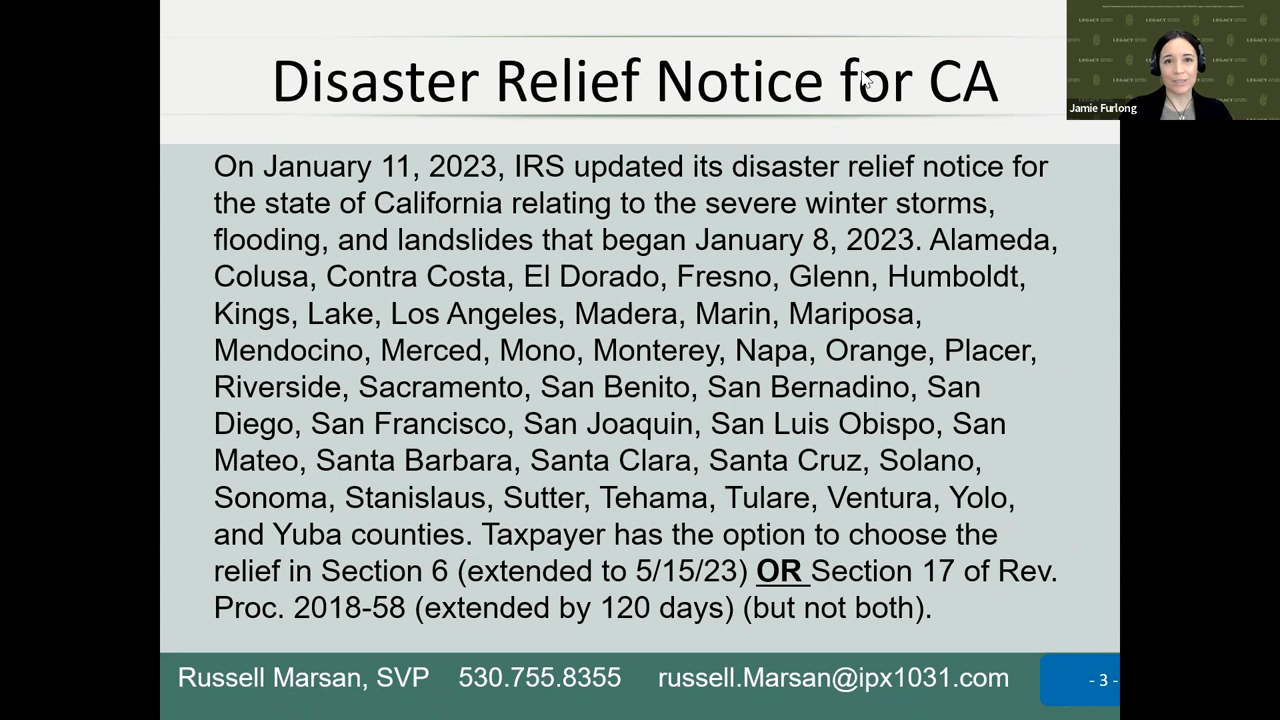 Disaster Relief Notice for CA
LEGACY
LEGACY
LEGACY
LEGACY
LEGACY
Jamie Furlong
On January 11, 2023, IRS updated its disaster relief notice for
the state of California relating to the severe winter storms,
flooding, and landslides that began January 8, 2023. Alameda,
Colusa, Contra Costa, El Dorado, Fresno, Glenn, Humboldt,
Kings, Lake, Los Angeles, Madera, Marin, Mariposa,
Mendocino, Merced, Mono, Monterey, Napa, Orange, Placer,
Riverside, Sacramento, San Benito, San Bernadino, San
Diego, San Francisco, San Joaquin, San Luis Obispo, San
Mateo, Santa Barbara, Santa Clara, Santa Cruz, Solano,
Sonoma, Stanislaus, Sutter, Tehama, Tulare, Ventura, Yolo,
and Yuba counties. Taxpayer has the option to choose the
relief in Section 6 (extended to 5/15/23) OR Section 17 of Rev.
Proc. 2018-58 (extended by 120 days) (but not both).
Russell Marsan, SVP 530.755.8355 russell.Marsan@ipx1031.com
- 3 -